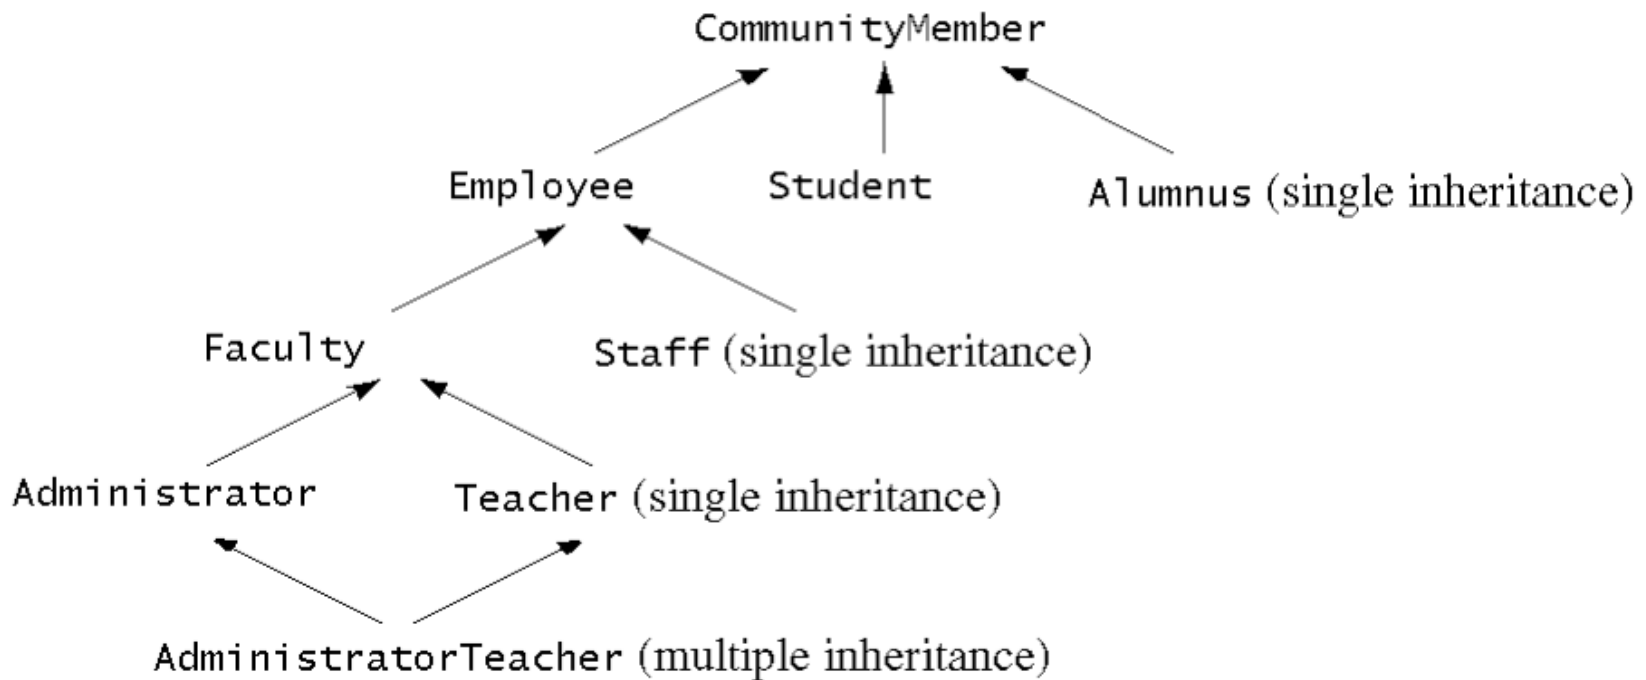 CommunityMember
Employee Student Alumnus (single inheritance)
Faculty Staff (single inheritance)
Administrator Teacher (single inheritance)
AdministratorTeacher (multiple inheritance)